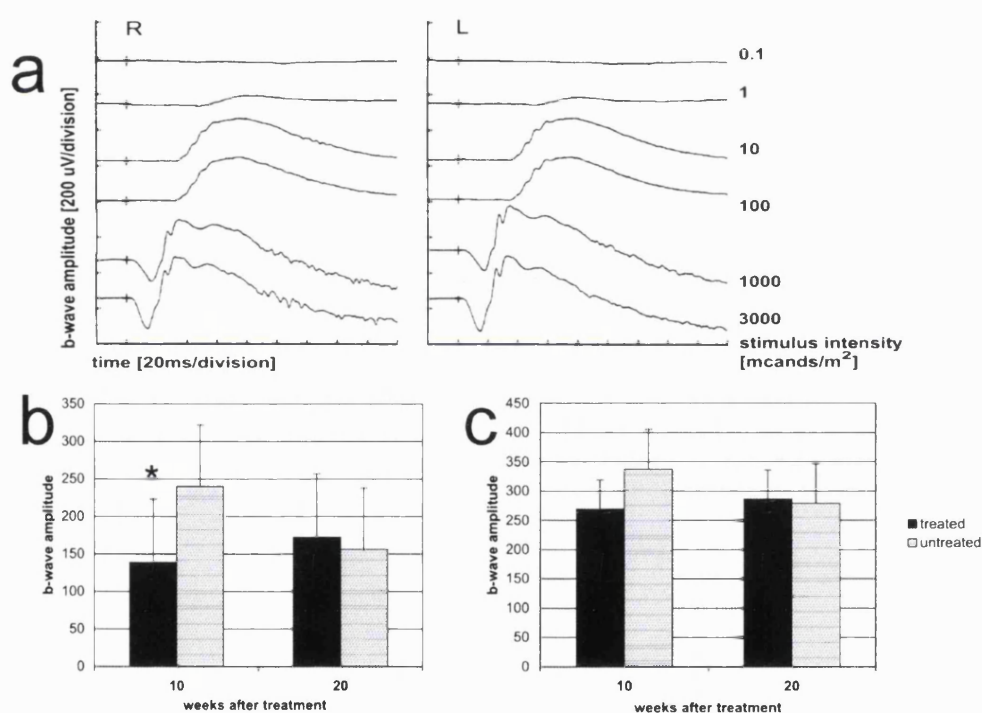 a
R
L
b-wave amplitude [200 uV/division]
0.1
1
10
100
1000
3000
time [20ms/division]
stimulus intensity
[mcands/m²]
b
b-wave amplitude
350
300
250
200
150
100
50
0
*
10
20
weeks after treatment
c
b-wave amplitude
450
400
350
300
250
200
150
100
50
0
10
20
weeks after treatment
treated
untreated